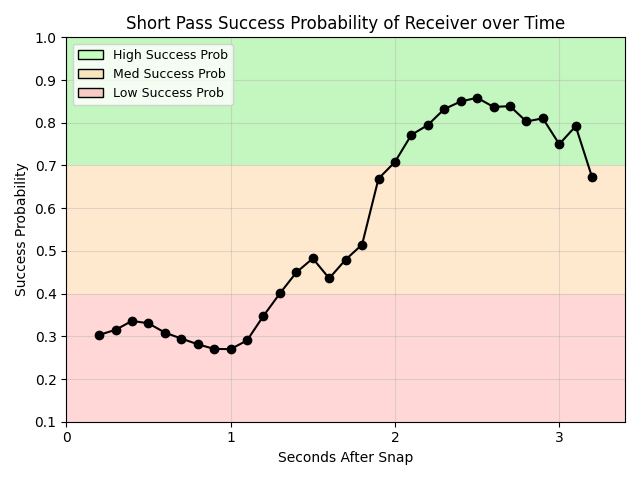 Short Pass Success Probability of Receiver over Time
High Success Prob
Med Success Prob
Low Success Prob
Success Probability
1.0
0.9
0.8
0.7
0.6
0.5
0.4
0.3
0.2
0.1
0 1 2 3
Seconds After Snap